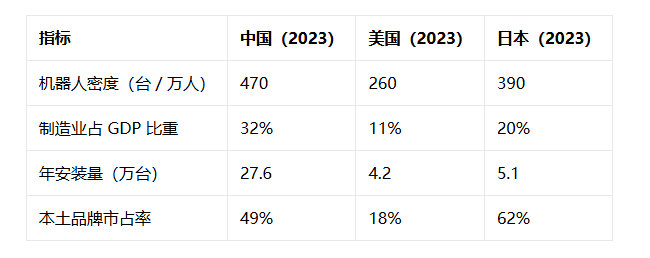 指标 中国（2023） 美国（2023） 日本（2023）
机器人密度（台 / 万人） 470 260 390
制造业占 GDP 比重 32% 11% 20%
年安装量（万台） 27.6 4.2 5.1
本土品牌市占率 49% 18% 62%